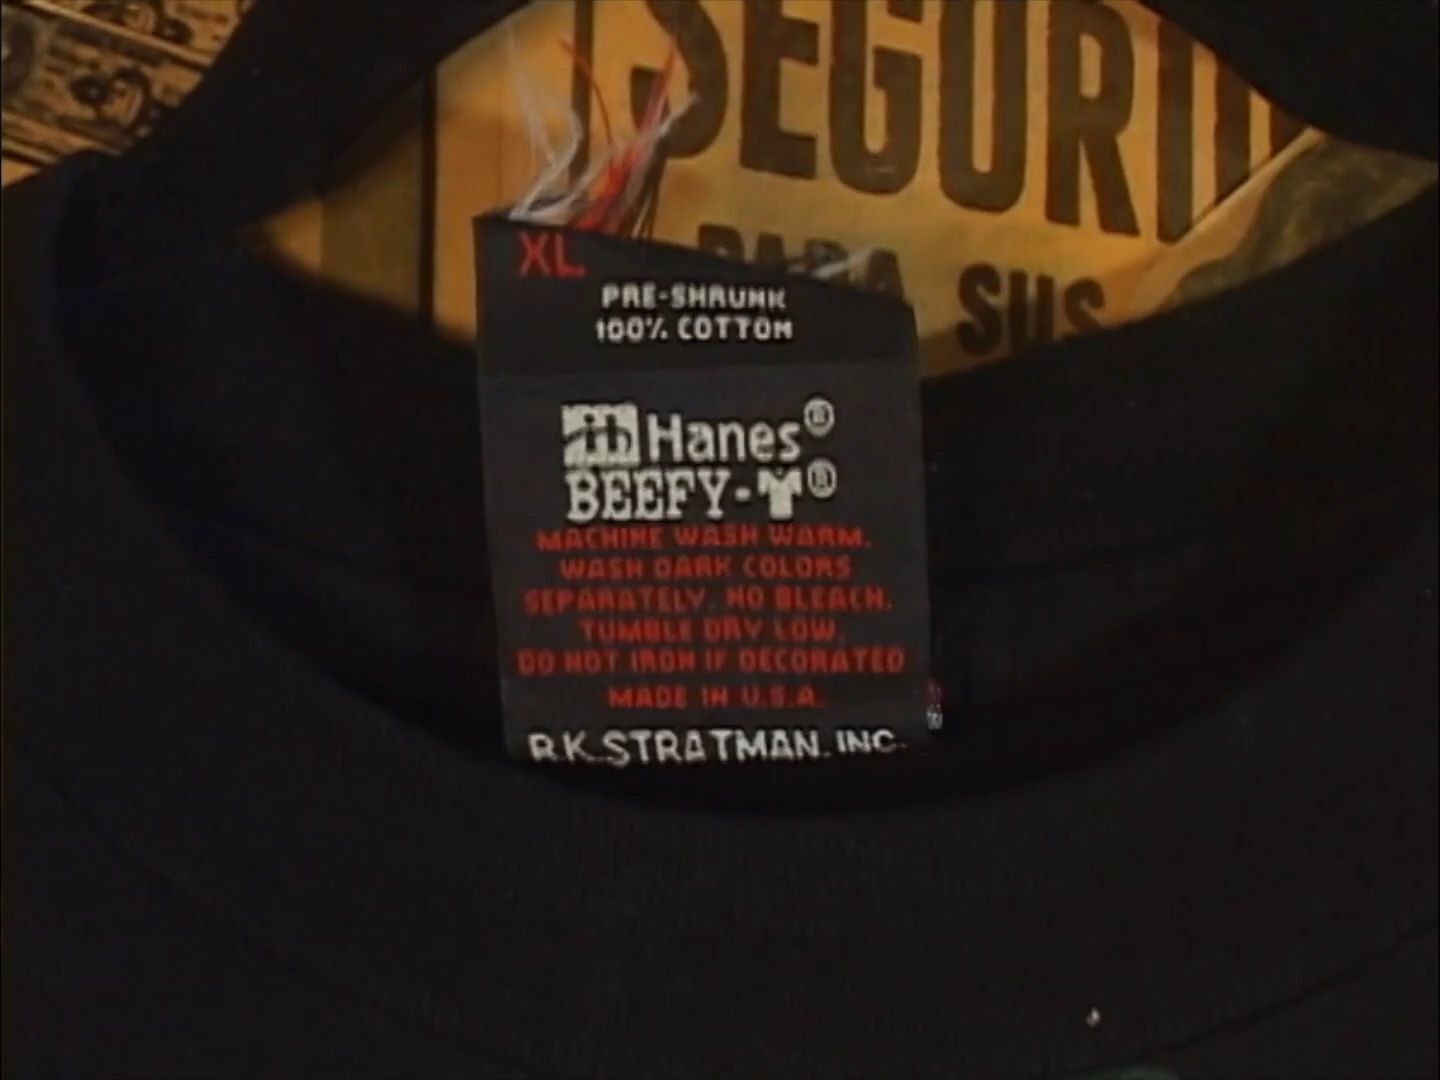 SEGURI
PARA SUS
XL
PRE-SHRUNK
100% COTTON
Hanes®
BEEFY-T®
MACHINE WASH WARM.
WASH DARK COLORS
SEPARATELY. NO BLEACH.
TUMBLE DRY LOW.
DO NOT IRON IF DECORATED
MADE IN U.S.A.
R.K. STRATMAN, INC.